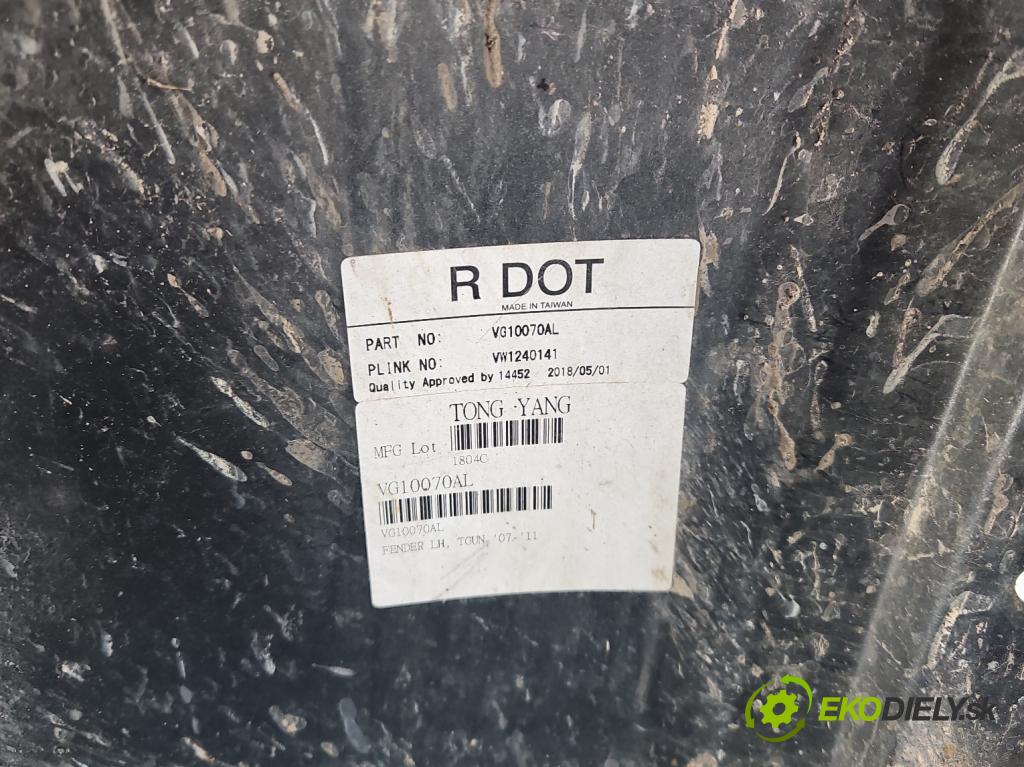 R DOT
MADE IN TAIWAN
PART NO: VG10070AL
PLINK NO: VW1240141
Quality Approved by 14452 2018/05/01
TONG YANG
MFG Lot
1804C
VG10070AL
VG10070AL
FENDER LH, TGUN, '07-'11
EKODIELY.sk